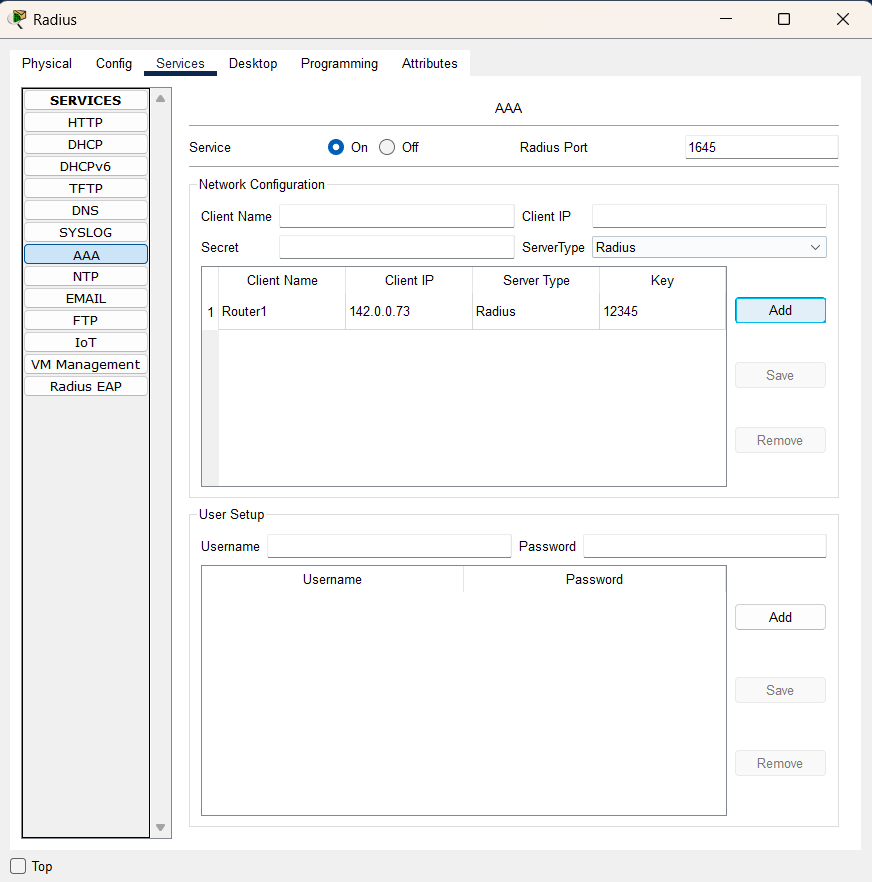 Radius
Physical Config Services Desktop Programming Attributes
SERVICES
HTTP
DHCP
DHCPv6
TFTP
DNS
SYSLOG
AAA
NTP
EMAIL
FTP
IoT
VM Management
Radius EAP
AAA
Service On Off Radius Port 1645
Network Configuration
Client Name Client IP
Secret ServerType Radius
Client Name Client IP Server Type Key
1 Router1 142.0.0.73 Radius 12345
Add
Save
Remove
User Setup
Username Password
Username Password
Add
Save
Remove
Top